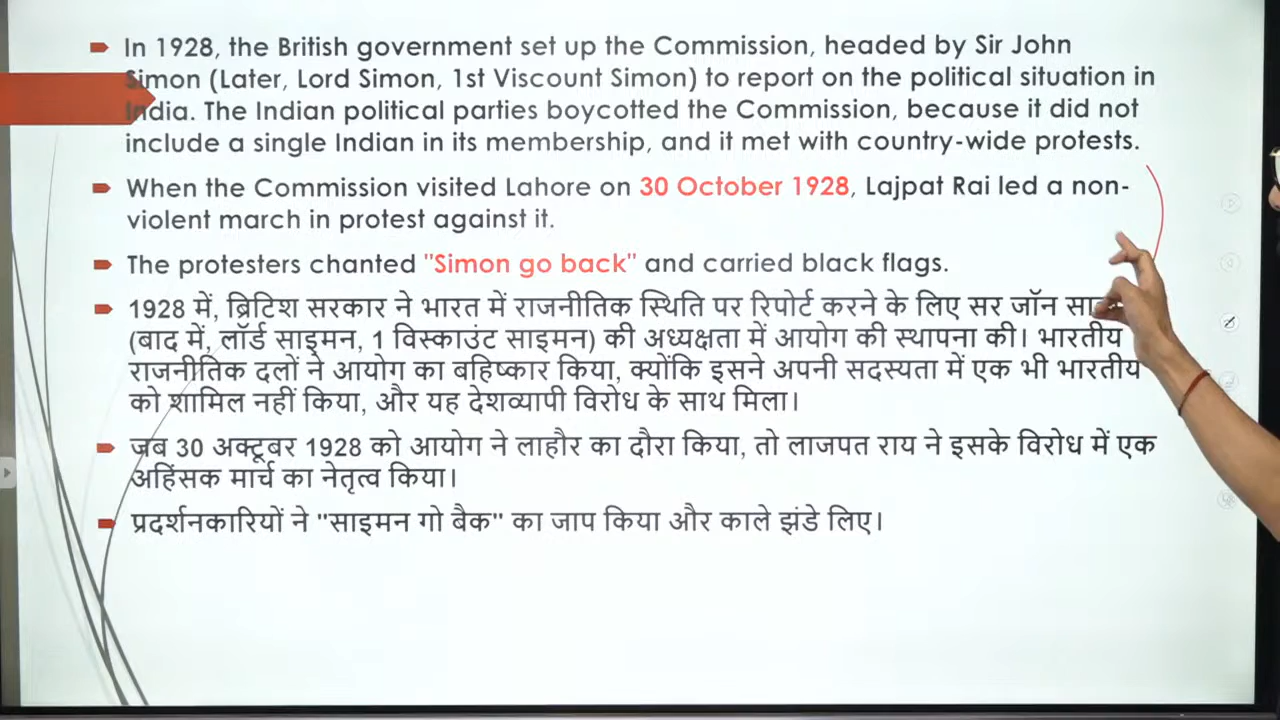 In 1928, the British government set up the Commission, headed by Sir John
Simon (Later, Lord Simon, 1st Viscount Simon) to report on the political situation in
India. The Indian political parties boycotted the Commission, because it did not
include a single Indian in its membership, and it met with country-wide protests.
When the Commission visited Lahore on 30 October 1928, Lajpat Rai led a non-
violent march in protest against it.
The protesters chanted "Simon go back" and carried black flags.
1928 में, ब्रिटिश सरकार ने भारत में राजनीतिक स्थिति पर रिपोर्ट करने के लिए सर जॉन
(बाद में, लॉर्ड साइमन, 1 विस्काउंट साइमन) की अध्यक्षता में आयोग की स्थापना की। भारतीय
राजनीतिक दलों ने आयोग का बहिष्कार किया, क्योंकि इसने अपनी सदस्यता में एक भी भारतीय
को शामिल नहीं किया, और यह देशव्यापी विरोध के साथ मिला।
जब 30 अक्टूबर 1928 को आयोग ने लाहौर का दौरा किया, तो लाजपत राय ने इसके विरोध में एक
अहिंसक मार्च का नेतृत्व किया।
प्रदर्शनकारियों ने "साइमन गो बैक" का जाप किया और काले झंडे लिए।